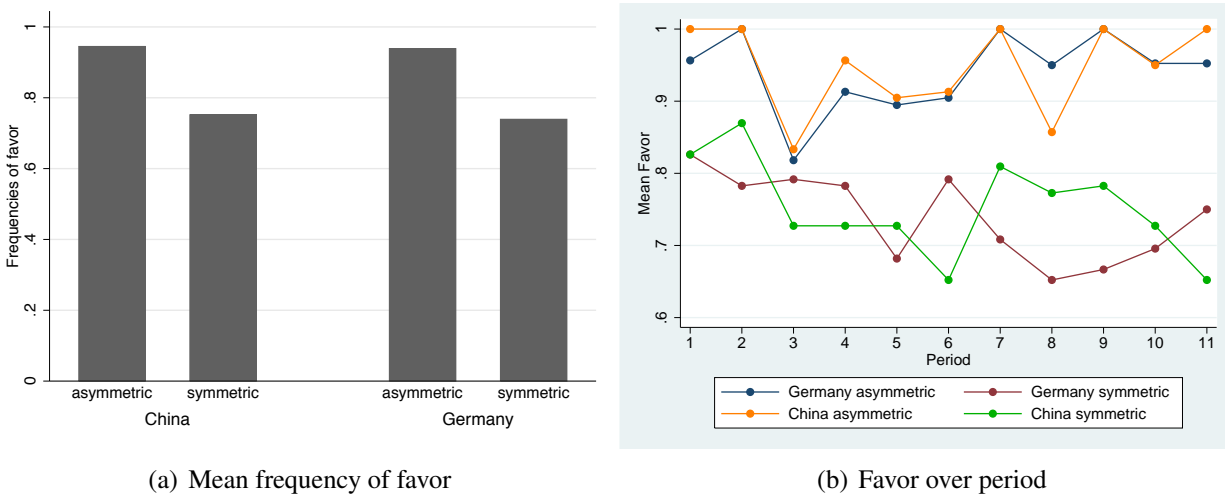 Frequencies of favor
0
.2
.4
.6
.8
1
asymmetric symmetric asymmetric symmetric
China Germany
(a) Mean frequency of favor
Mean Favor
.6
.7
.8
.9
1
1 2 3 4 5 6 7 8 9 10 11
Period
Germany asymmetric Germany symmetric
China asymmetric China symmetric
(b) Favor over period